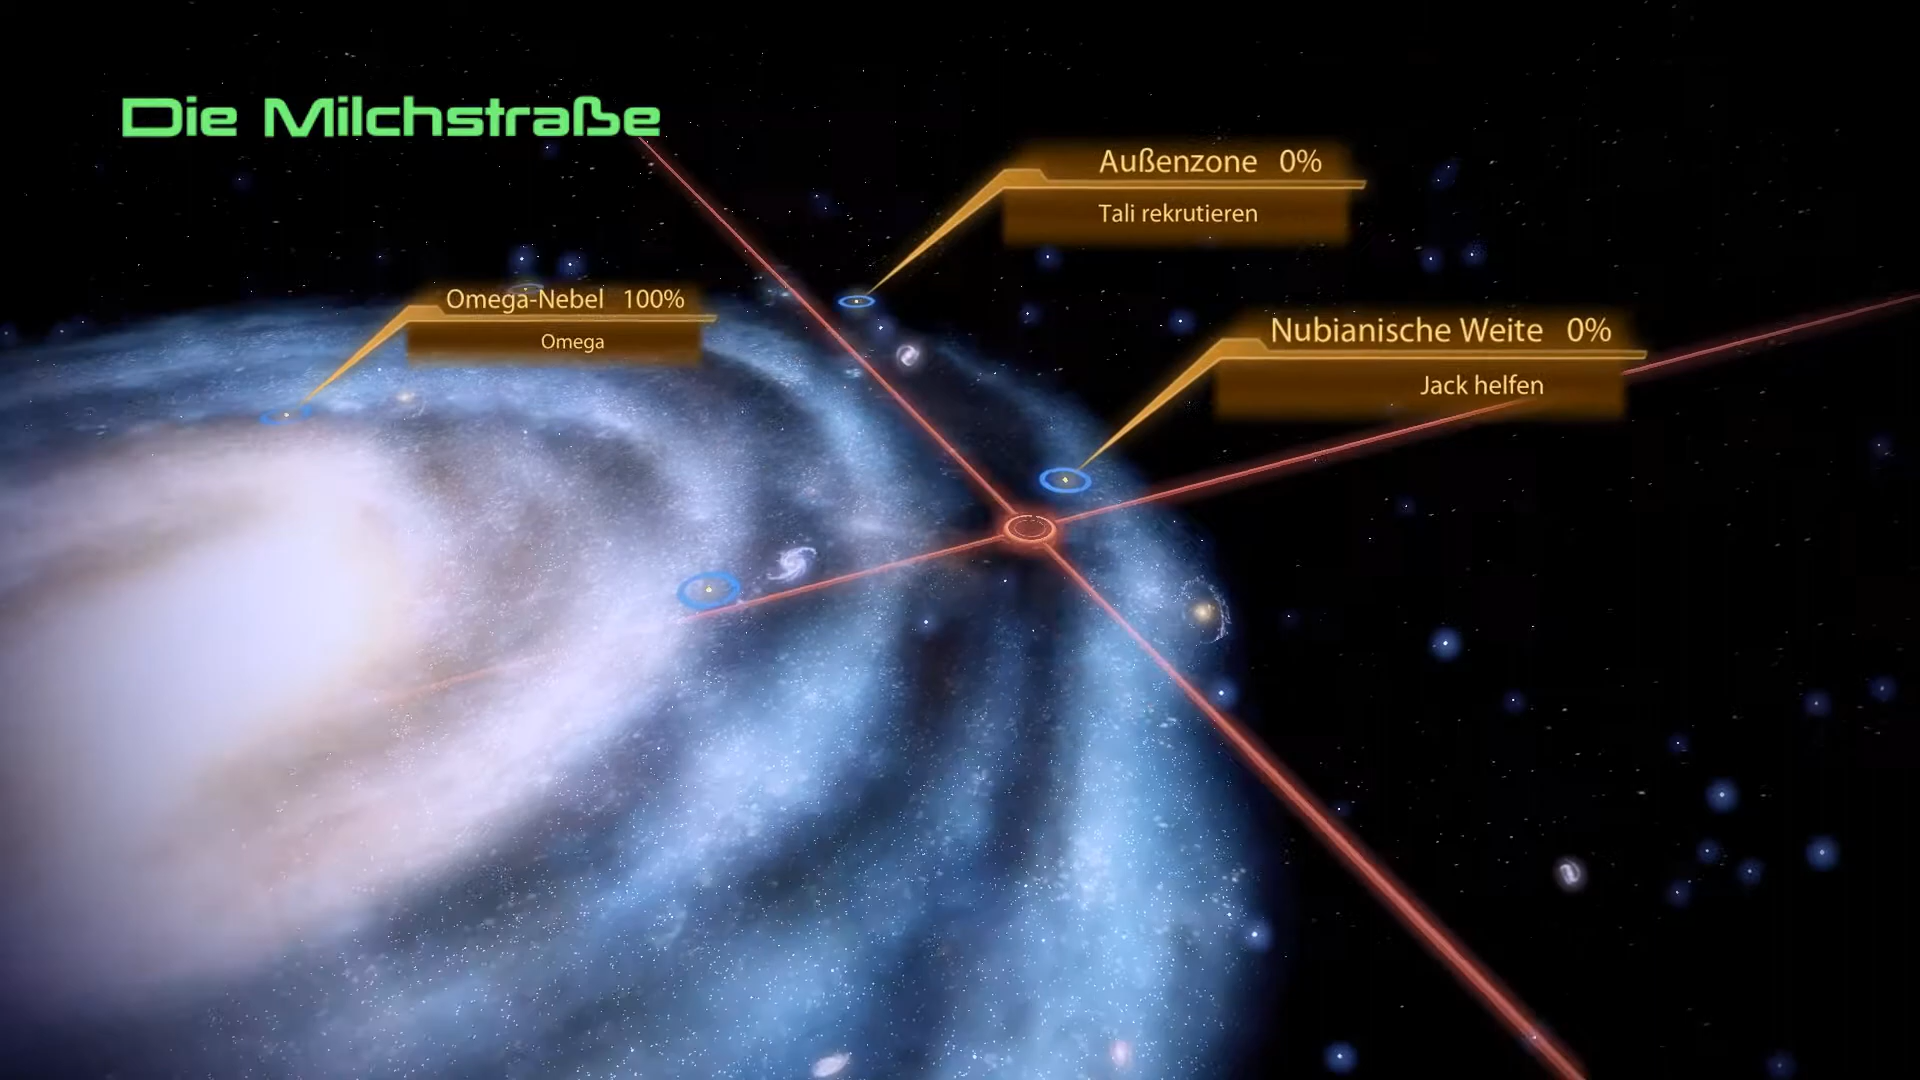 Die Milchstraße
Außenzone 0%
Tali rekrutieren
Omega-Nebel 100%
Omega
Nubianische Weite 0%
Jack helfen